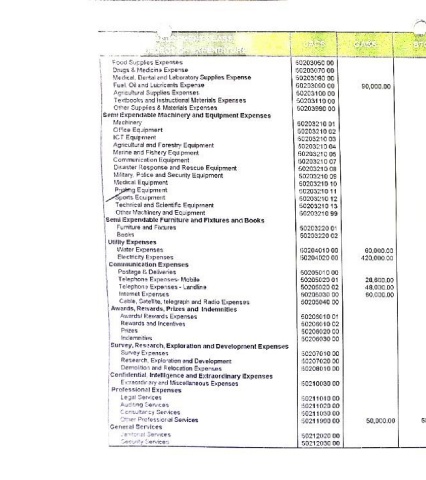 Food Supplies Expenses 50203050 00
Drugs & Medicine Expense 50203070 00
Medical, Dental and Laboratory Supplies Expense 50203080 00
Fuel, Oil and Lubricants Expense 50203090 00 90,000.00
Agricultural Supplies Expenses 50203100 00
Textbooks and Instructional Materials Expenses 50203110 00
Other Supplies & Materials Expenses 50203990 00
Semi Expendable Machinery and Equipment Expenses
Machinery 50203210 01
Office Equipment 50203210 02
ICT Equipment 50203210 03
Agricultural and Forestry Equipment 50203210 04
Marine and Fishery Equipment 50203210 05
Communication Equipment 50203210 07
Disaster Response and Rescue Equipment 50203210 08
Military, Police and Security Equipment 50203210 09
Medical Equipment 50203210 10
Printing Equipment 50203210 11
Sports Equipment 50203210 12
Technical and Scientific Equipment 50203210 13
Other Machinery and Equipment 50203210 99
Semi Expendable Furniture and Fixtures and Books
Furniture and Fixtures 50203220 01
Books 50203220 02
Utility Expenses
Water Expenses 50204010 00 60,000.00
Electricity Expenses 50204020 00 420,000.00
Communication Expenses
Postage & Deliveries 50205010 00
Telephone Expenses- Mobile 50205020 01
Telephone Expenses - Landline 50205020 02 48,000.00
Internet Expenses 50205030 00 60,000.00
Cable, Satellite, telegraph and Radio Expenses 50205040 00
Awards, Rewards, Prizes and Indemnities
Awards/ Rewards Expenses 50206010 01
Rewards and Incentives 50206010 02
Prizes 50206020 00
Indemnities 50206030 00
Survey, Research, Exploration and Development Expenses
Survey Expenses 50207010 00
Research, Exploration and Development 50207020 00
Demolition and Relocation Expenses 50208010 00
Confidential, Intelligence and Extraordinary Expenses
Extraordinary and Miscellaneous Expenses 50210030 00
Professional Expenses
Legal Services 50211010 00
Auditing Services 50211020 00
Consultancy Services 50211030 00
Other Professional Services 50211990 00 50,000.00
General Services
Janitorial Services 50212020 00
Security Services 50212030 00